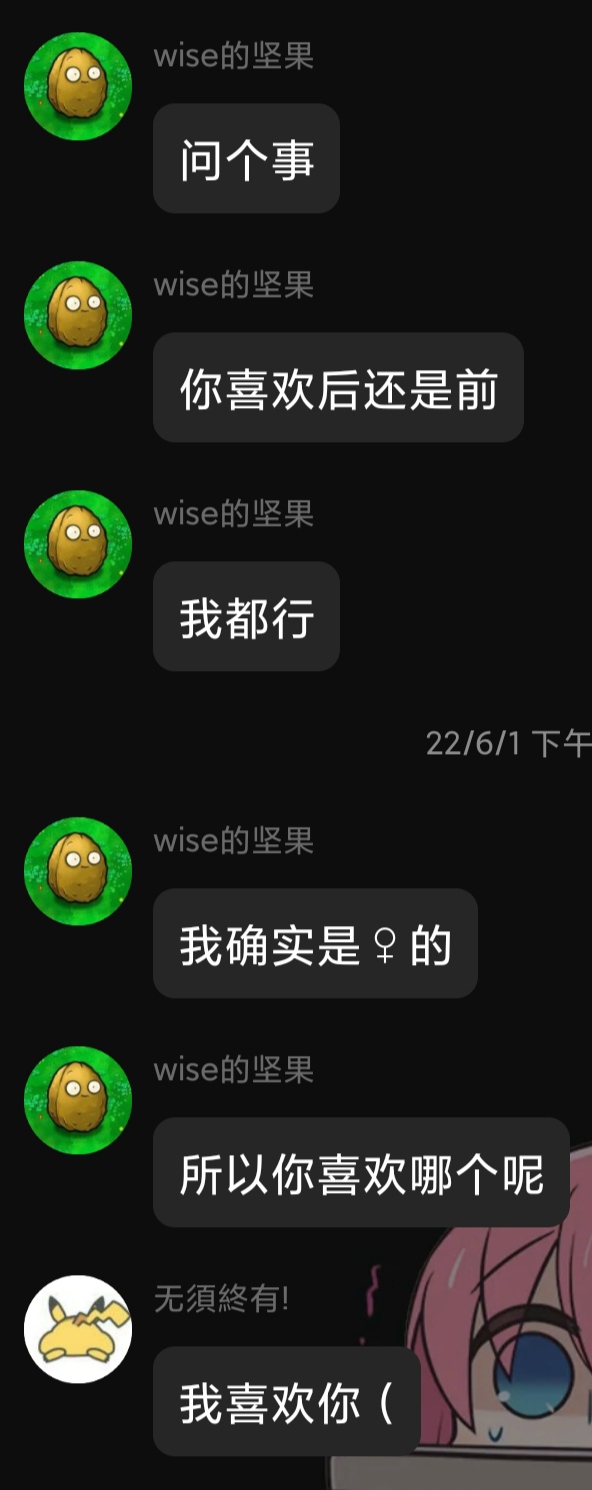 wise的坚果
问个事
wise的坚果
你喜欢后还是前
wise的坚果
我都行
22/6/1 下午
wise的坚果
我确实是♀的
wise的坚果
所以你喜欢哪个呢
无須終有!
我喜欢你（